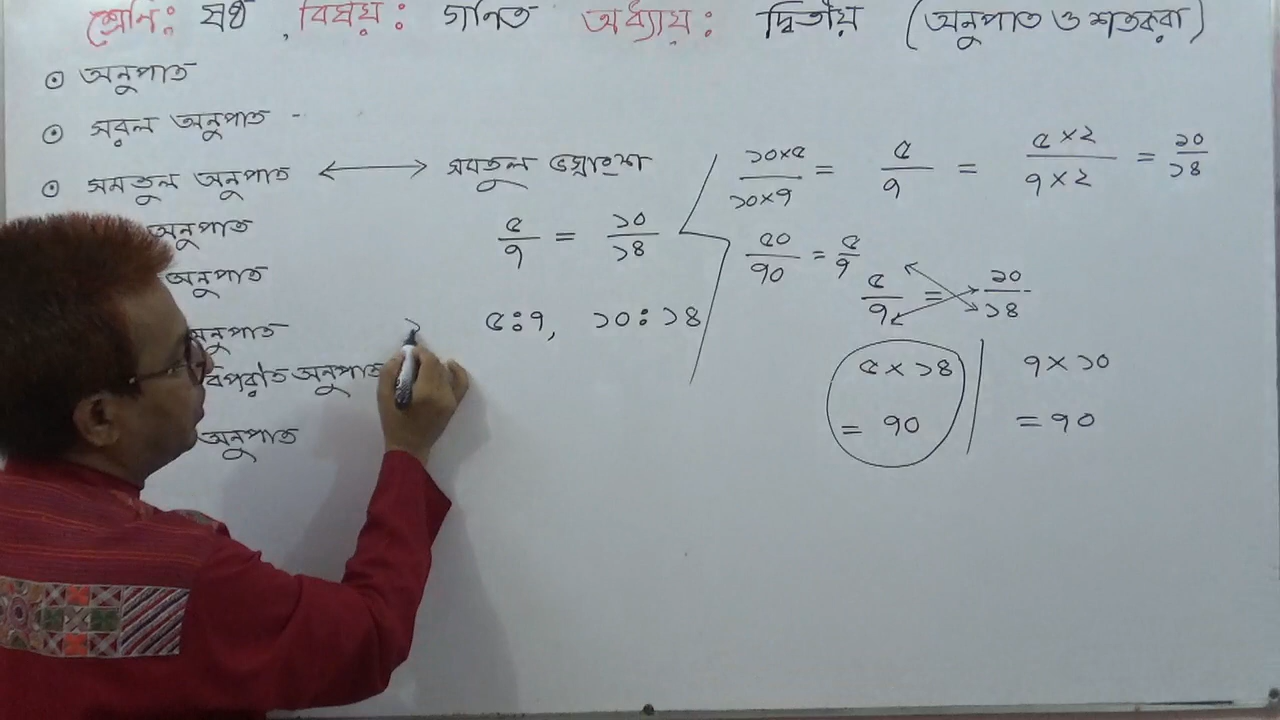 শ্রেণি: ষষ্ঠ , বিষয়: গণিত অধ্যায়: দ্বিতীয় (অনুপাত ও শতকরা)
⊙ অনুপাত
⊙ সরল অনুপাত -
⊙ সমতুল অনুপাত ⟷ সমতুল ভগ্নাংশ
অনুপাত
অনুপাত
অনুপাত
বিপরীত অনুপাত
অনুপাত
৫/৭ = ১০/১৪
৫:৭, ১০:১৪
১০×৫/১০×৭ = ৫/৭ = ৫×২/৭×২ = ১০/১৪
৫০/৭০ = ৫/৭
৫/৭ = ১০/১৪
৫×১৪ | ৭×১০
= ৭০ | = ৭০